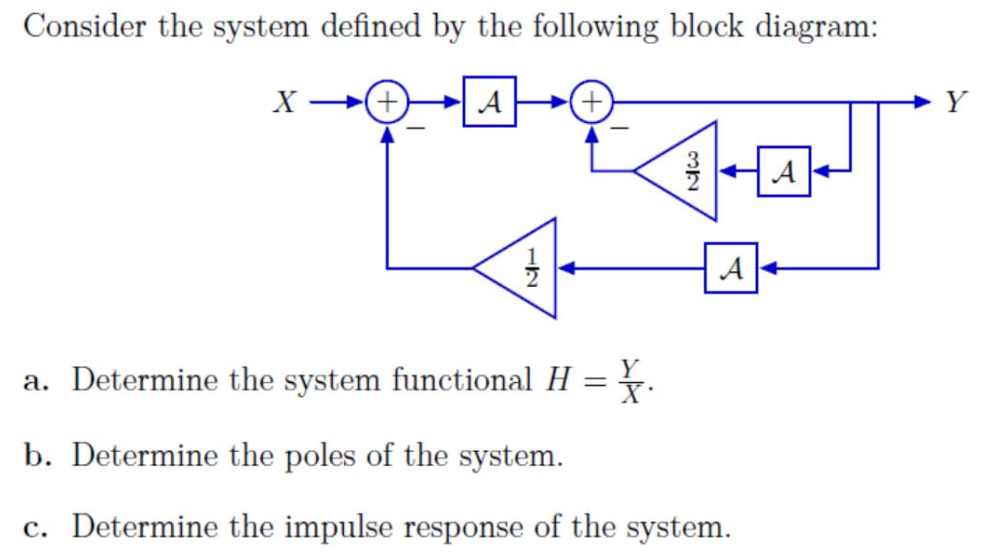 Consider the system defined by the following block diagram:
X + A + Y
− −
3/2 A
1/2 A
a. Determine the system functional H = Y/X.
b. Determine the poles of the system.
c. Determine the impulse response of the system.